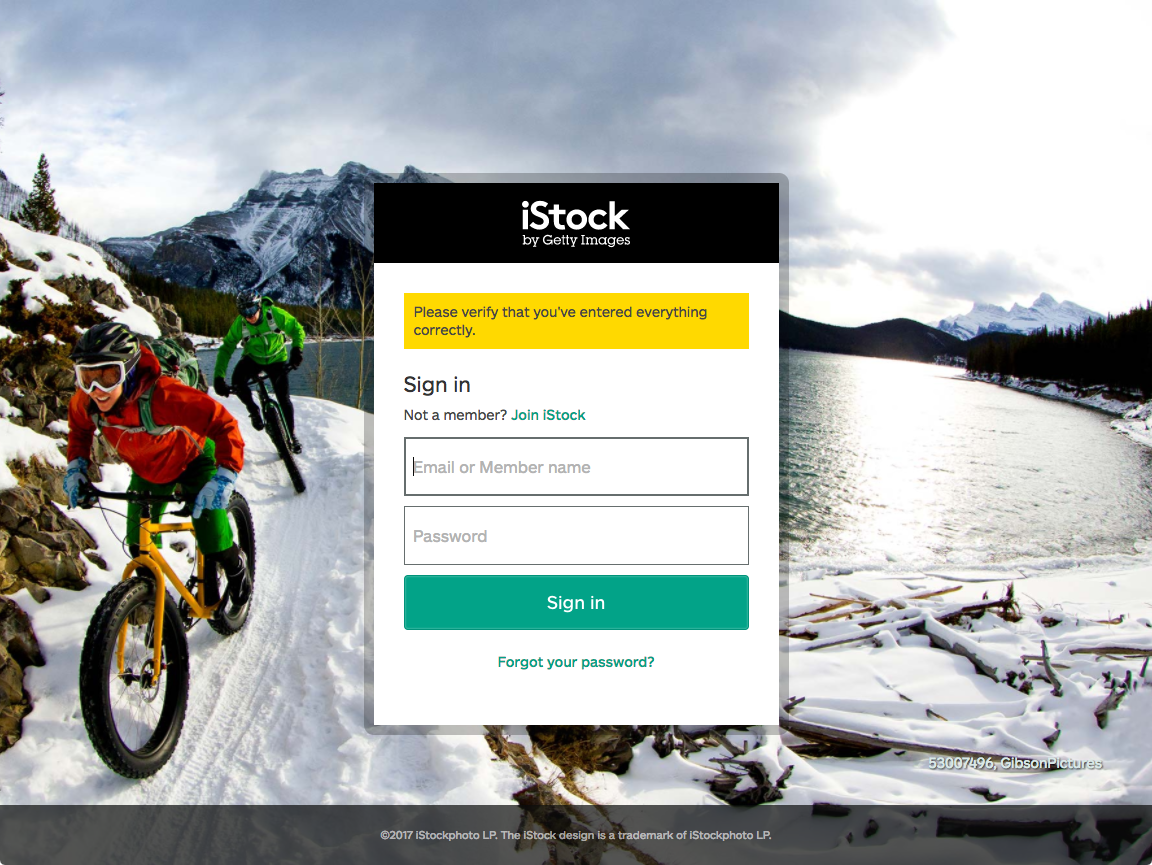 iStock
by Getty Images
Please verify that you've entered everything
correctly.
Sign in
Not a member? Join iStock
Email or Member name
Password
Sign in
Forgot your password?
53007496, GibsonPictures
©2017 iStockphoto LP. The iStock design is a trademark of iStockphoto LP.